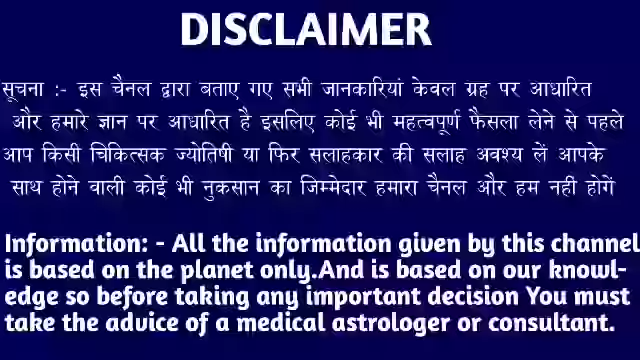 DISCLAIMER
सूचना :- इस चैनल द्वारा बताए गए सभी जानकारियां केवल ग्रह पर आधारित
और हमारे ज्ञान पर आधारित है इसलिए कोई भी महत्वपूर्ण फैसला लेने से पहले
आप किसी चिकित्सक ज्योतिषी या फिर सलाहकार की सलाह अवश्य लें आपके
साथ होने वाली कोई भी नुकसान का जिम्मेदार हमारा चैनल और हम नही होगें
Information: - All the information given by this channel
is based on the planet only.And is based on our knowl-
edge so before taking any important decision You must
take the advice of a medical astrologer or consultant.